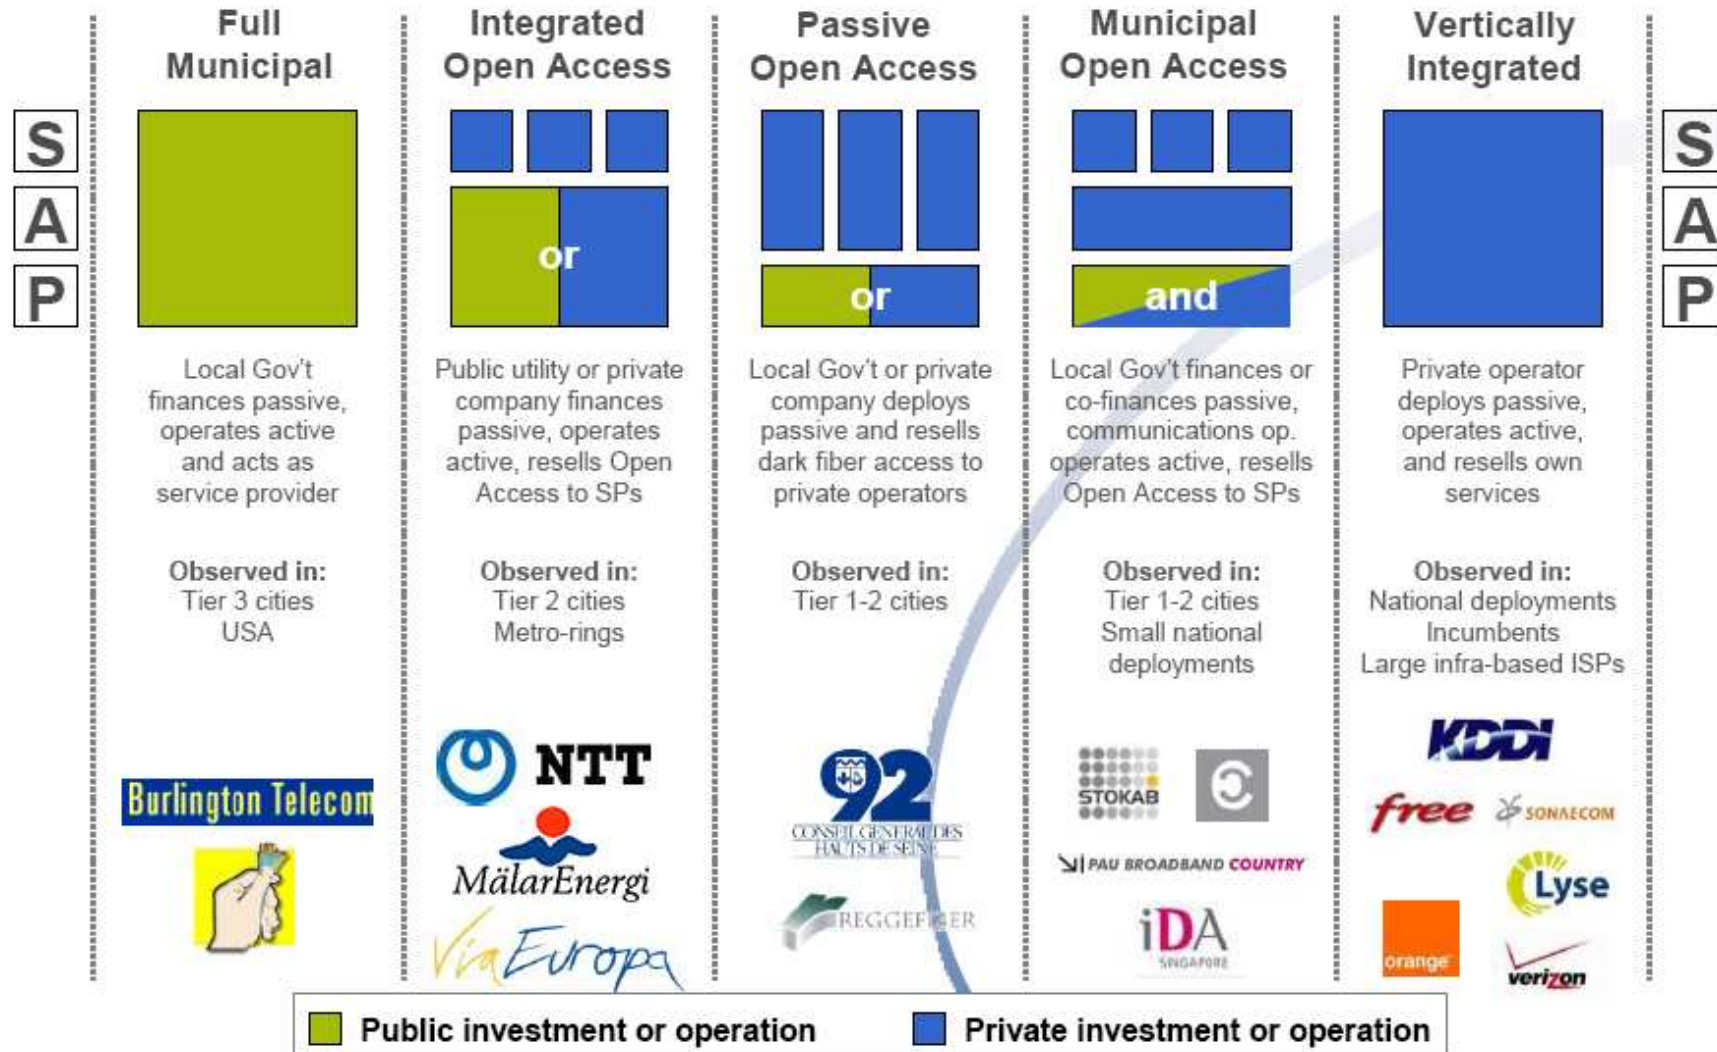 Full
Municipal
Integrated
Open Access
Passive
Open Access
Municipal
Open Access
Vertically
Integrated
S
A
P
or
or
and
S
A
P
Local Gov't
finances passive,
operates active
and acts as
service provider
Public utility or private
company finances
passive, operates
active, resells Open
Access to SPs
Local Gov't or private
company deploys
passive and resells
dark fiber access to
private operators
Local Gov't finances or
co-finances passive,
communications op.
operates active, resells
Open Access to SPs
Private operator
deploys passive,
operates active,
and resells own
services
Observed in:
Tier 3 cities
USA
Observed in:
Tier 2 cities
Metro-rings
Observed in:
Tier 1-2 cities
Observed in:
Tier 1-2 cities
Small national
deployments
Observed in:
National deployments
Incumbents
Large infra-based ISPs
Burlington Telecom
NTT
MälarEnergi
ViaEuropa
92
CONSEIL GENERAL DES
HAUTS DE SEINE
REGGEFIBER
STOKAB
PAU BROADBAND COUNTRY
iDA
SINGAPORE
KDDI
free
SONAECOM
Lyse
orange
verizon
Public investment or operation
Private investment or operation